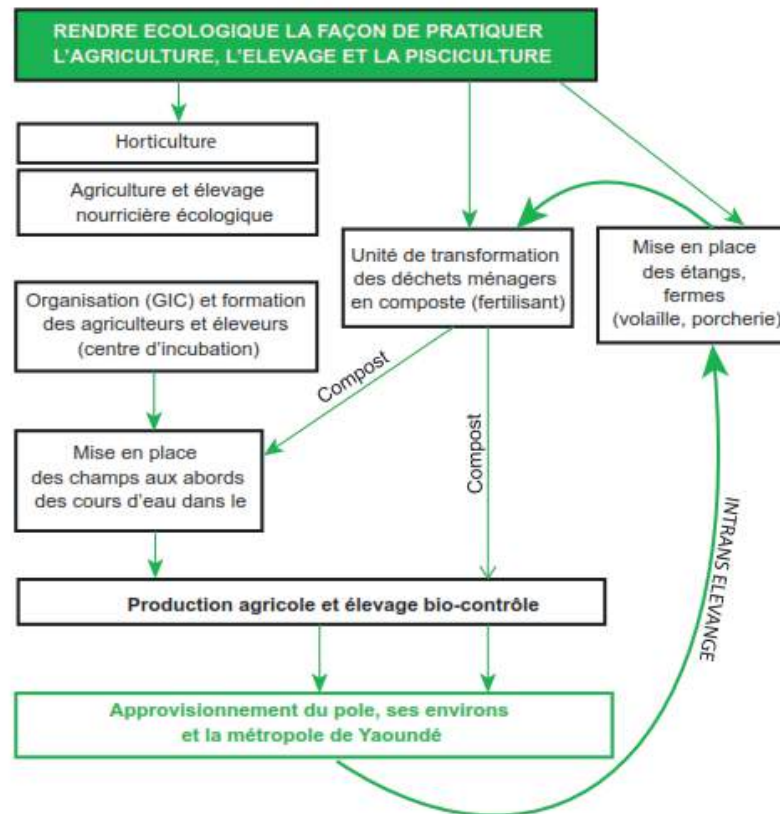 RENDRE ECOLOGIQUE LA FAÇON DE PRATIQUER
L'AGRICULTURE, L'ELEVAGE ET LA PISCICULTURE
Horticulture
Agriculture et élevage
nourricière écologique
Unité de transformation
des déchets ménagers
en composte (fertilisant)
Mise en place
des étangs,
fermes
(volaille, porcherie)
Organisation (GIC) et formation
des agriculteurs et éleveurs
(centre d'incubation)
Compost
Compost
Mise en place
des champs aux abords
des cours d'eau dans le
INTRANS ELEVANGE
Production agricole et élevage bio-contrôle
Approvisionnement du pole, ses environs
et la métropole de Yaoundé